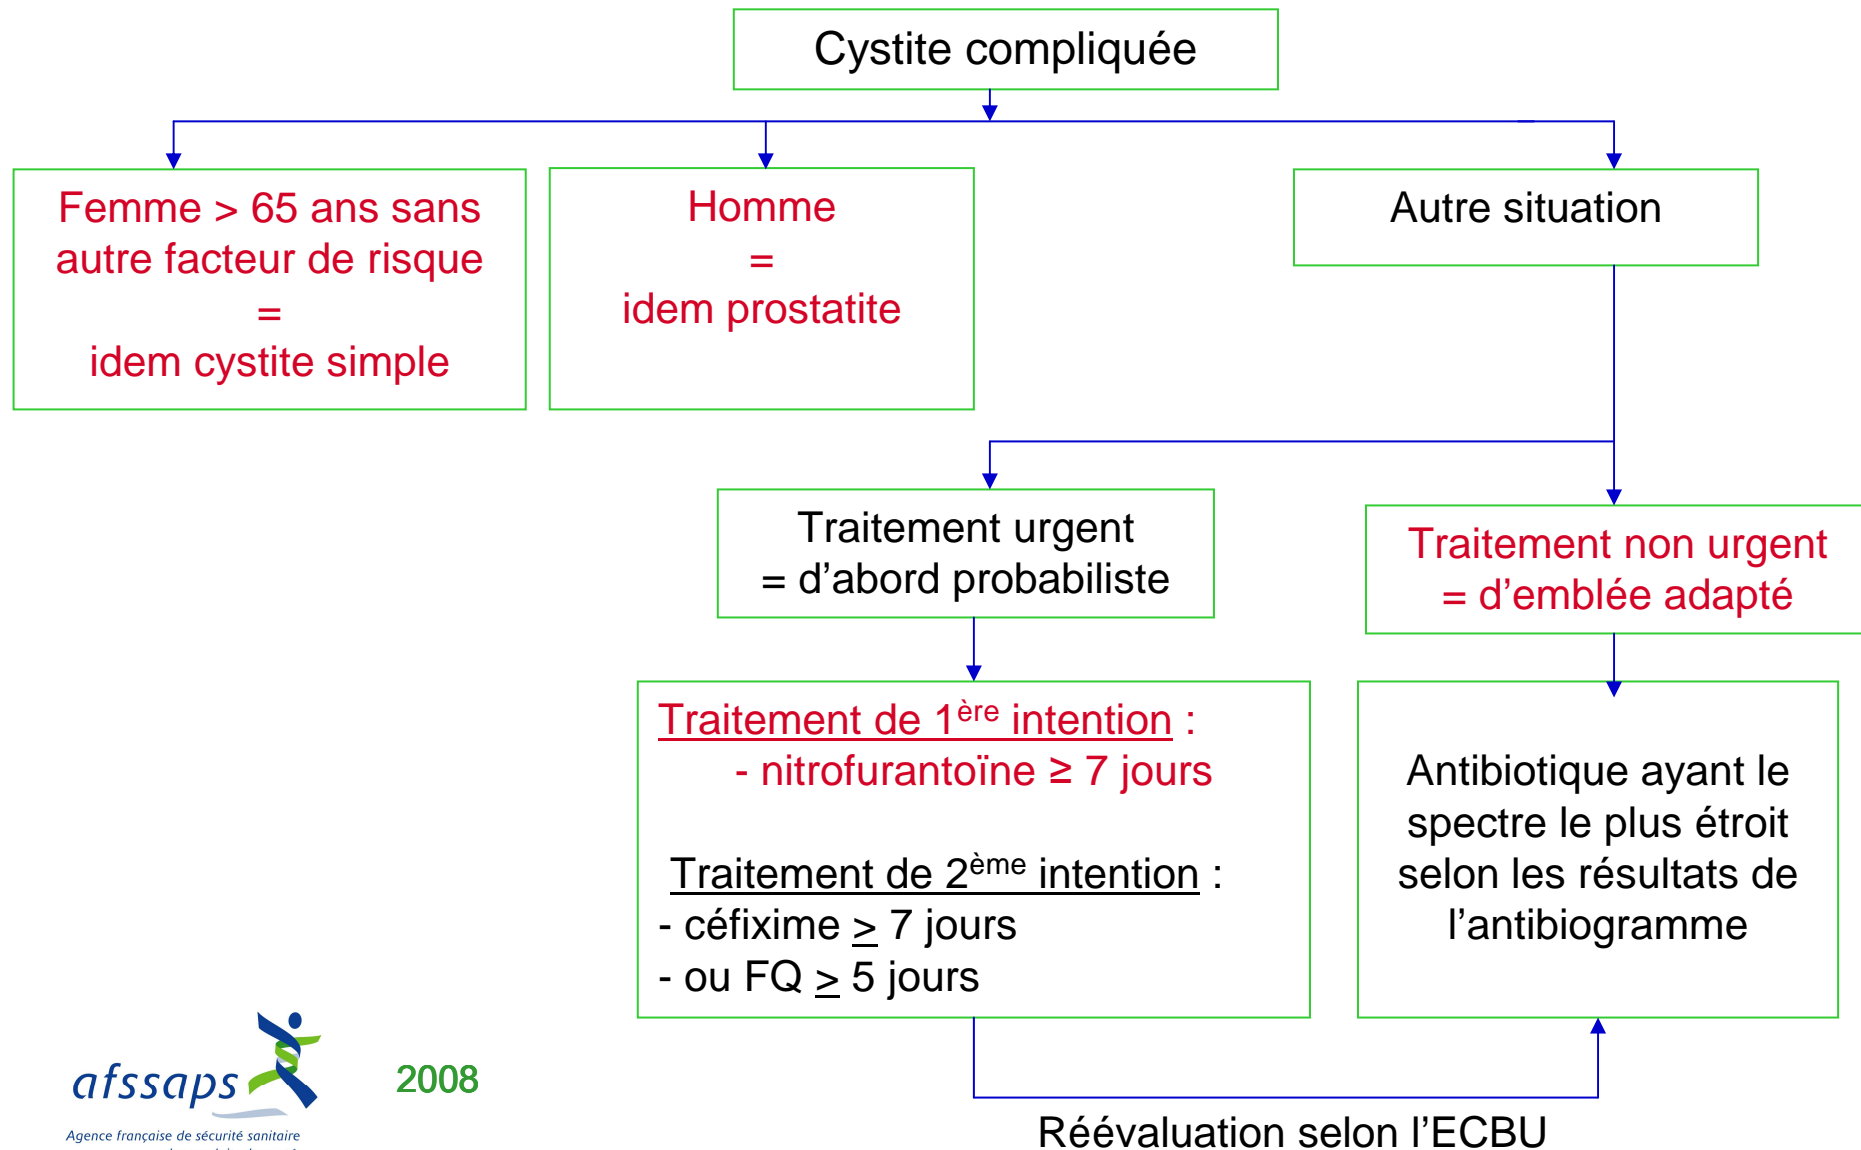 Cystite compliquée
Femme > 65 ans sans
autre facteur de risque
=
idem cystite simple
Homme
=
idem prostatite
Autre situation
Traitement urgent
= d'abord probabiliste
Traitement non urgent
= d'emblée adapté
Traitement de 1ère intention :
- nitrofurantoïne ≥ 7 jours
Traitement de 2ème intention :
- céfixime > 7 jours
- ou FQ > 5 jours
Antibiotique ayant le
spectre le plus étroit
selon les résultats de
l'antibiogramme
Réévaluation selon l'ECBU
afssaps
2008
Agence française de sécurité sanitaire